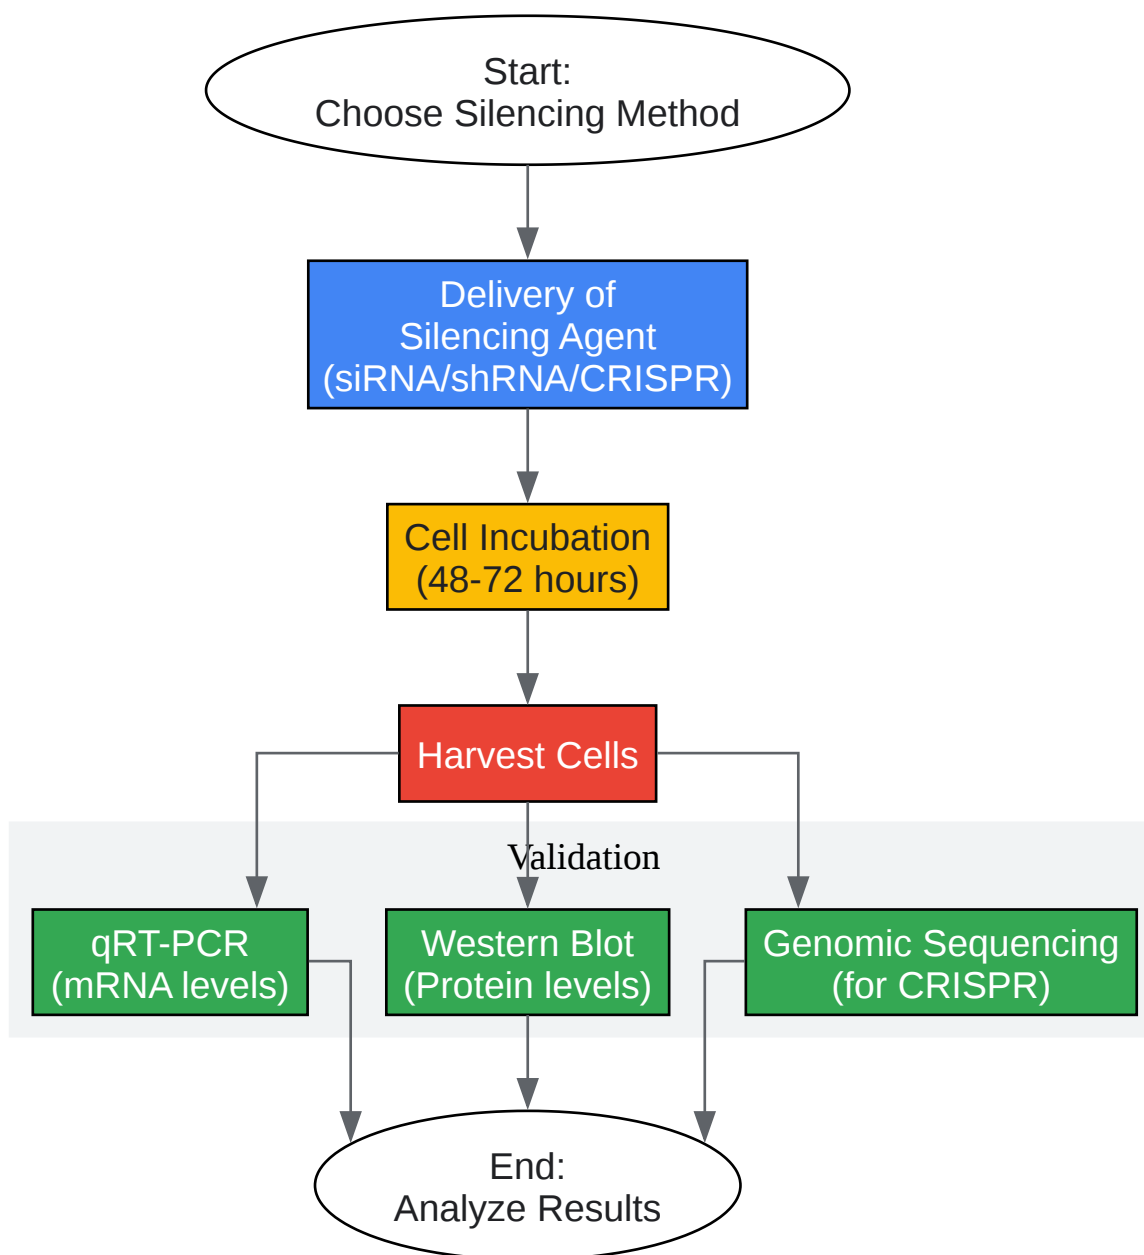 Start:
Choose Silencing Method
Delivery of
Silencing Agent
(siRNA/shRNA/CRISPR)
Cell Incubation
(48-72 hours)
Harvest Cells
Validation
qRT-PCR
(mRNA levels)
Western Blot
(Protein levels)
Genomic Sequencing
(for CRISPR)
End:
Analyze Results